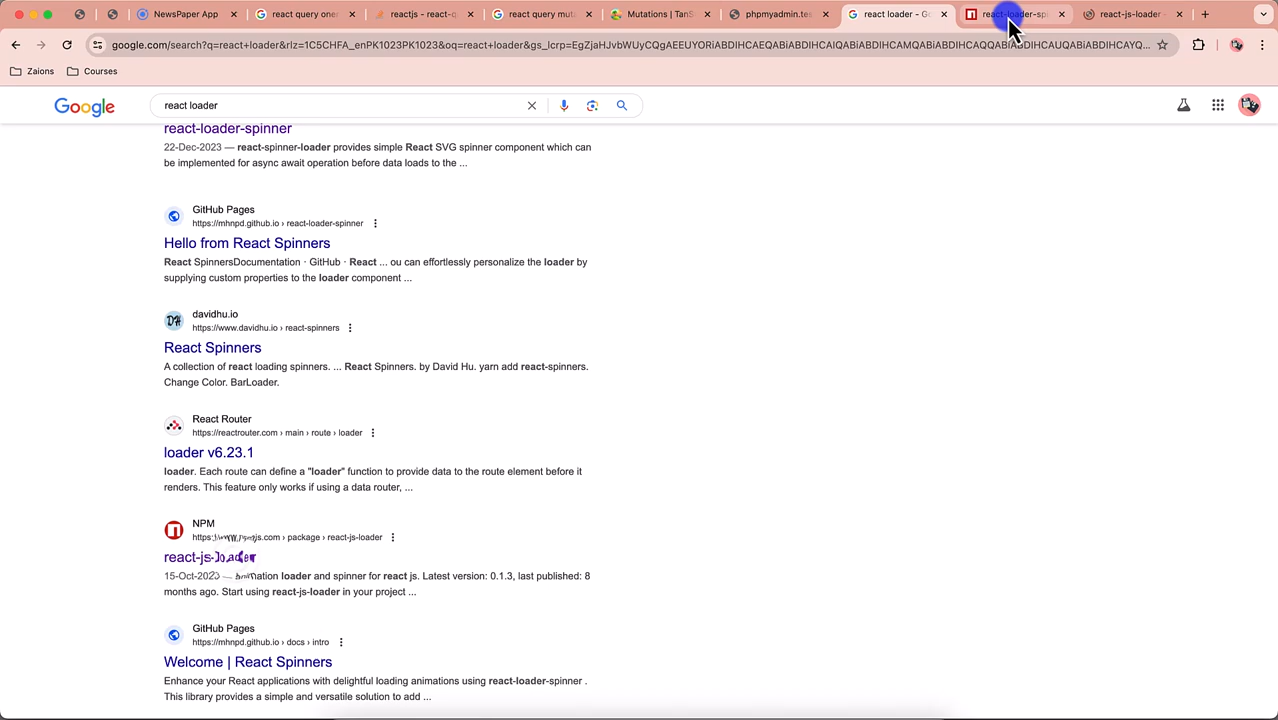 NewsPaper App
react query oner
reactjs - react-q
react query muta
Mutations | TanS
phpmyadmin.tes
react loader - Go
react-loader-spi
react-js-loader -
google.com/search?q=react+loader&rlz=1C5CHFA_enPK1023PK1023&oq=react+loader&gs_lcrp=EgZjaHJvbWUyCQgAEEUYORiABDIHCAEQABiABDIHCAIQABiABDIHCAMQABiABDIHCAQQABiABDIHCAUQABiABDIHCAYQ...
Zaions
Courses
Google
react loader
react-loader-spinner
22-Dec-2023 — react-spinner-loader provides simple React SVG spinner component which can
be implemented for async await operation before data loads to the ...
GitHub Pages
https://mhnpd.github.io › react-loader-spinner
Hello from React Spinners
React SpinnersDocumentation · GitHub · React ... ou can effortlessly personalize the loader by
supplying custom properties to the loader component ...
davidhu.io
https://www.davidhu.io › react-spinners
React Spinners
A collection of react loading spinners. ... React Spinners. by David Hu. yarn add react-spinners.
Change Color. BarLoader.
React Router
https://reactrouter.com › main › route › loader
loader v6.23.1
loader. Each route can define a "loader" function to provide data to the route element before it
renders. This feature only works if using a data router, ...
NPM
js.com › package › react-js-loader
react-js-loader
loader and spinner for react js. Latest version: 0.1.3, last published: 8
months ago. Start using react-js-loader in your project ...
GitHub Pages
https://mhnpd.github.io › docs › intro
Welcome | React Spinners
Enhance your React applications with delightful loading animations using react-loader-spinner .
This library provides a simple and versatile solution to add ...